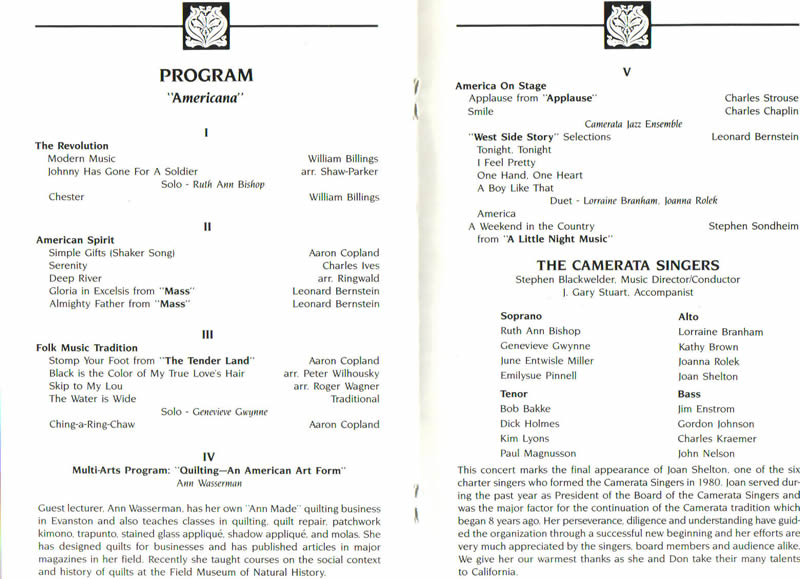 PROGRAM
"Americana"
I
The Revolution
Modern Music William Billings
Johnny Has Gone For A Soldier arr. Shaw-Parker
Solo - Ruth Ann Bishop
Chester William Billings
II
American Spirit
Simple Gifts (Shaker Song) Aaron Copland
Serenity Charles Ives
Deep River arr. Ringwald
Gloria in Excelsis from "Mass" Leonard Bernstein
Almighty Father from "Mass" Leonard Bernstein
III
Folk Music Tradition
Stomp Your Foot from "The Tender Land" Aaron Copland
Black is the Color of My True Love's Hair arr. Peter Wilhousky
Skip to My Lou arr. Roger Wagner
The Water is Wide Traditional
Solo - Genevieve Gwynne
Ching-a-Ring-Chaw Aaron Copland
IV
Multi-Arts Program: "Quilting—An American Art Form"
Ann Wasserman
Guest lecturer, Ann Wasserman, has her own "Ann Made" quilting business
in Evanston and also teaches classes in quilting, quilt repair, patchwork
kimono, trapunto, stained glass appliqué, shadow appliqué, and molas. She
has designed quilts for businesses and has published articles in major
magazines in her field. Recently she taught courses on the social context
and history of quilts at the Field Museum of Natural History.
V
America On Stage
Applause from "Applause" Charles Strouse
Smile Charles Chaplin
Camerata Jazz Ensemble
"West Side Story" Selections Leonard Bernstein
Tonight, Tonight
I Feel Pretty
One Hand, One Heart
A Boy Like That
Duet - Lorraine Branham, Joanna Rolek
America
A Weekend in the Country Stephen Sondheim
from "A Little Night Music"
THE CAMERATA SINGERS
Stephen Blackwelder, Music Director/Conductor
J. Gary Stuart, Accompanist
Soprano
Ruth Ann Bishop
Genevieve Gwynne
June Entwisle Miller
Emilysue Pinnell
Alto
Lorraine Branham
Kathy Brown
Joanna Rolek
Joan Shelton
Tenor
Bob Bakke
Dick Holmes
Kim Lyons
Paul Magnusson
Bass
Jim Enstrom
Gordon Johnson
Charles Kraemer
John Nelson
This concert marks the final appearance of Joan Shelton, one of the six
charter singers who formed the Camerata Singers in 1980. Joan served dur-
ing the past year as President of the Board of the Camerata Singers and
was the major factor for the continuation of the Camerata tradition which
began 8 years ago. Her perseverance, diligence and understanding have guid-
ed the organization through a successful new beginning and her efforts are
very much appreciated by the singers, board members and audience alike.
We give her our warmest thanks as she and Don take their many talents
to California.